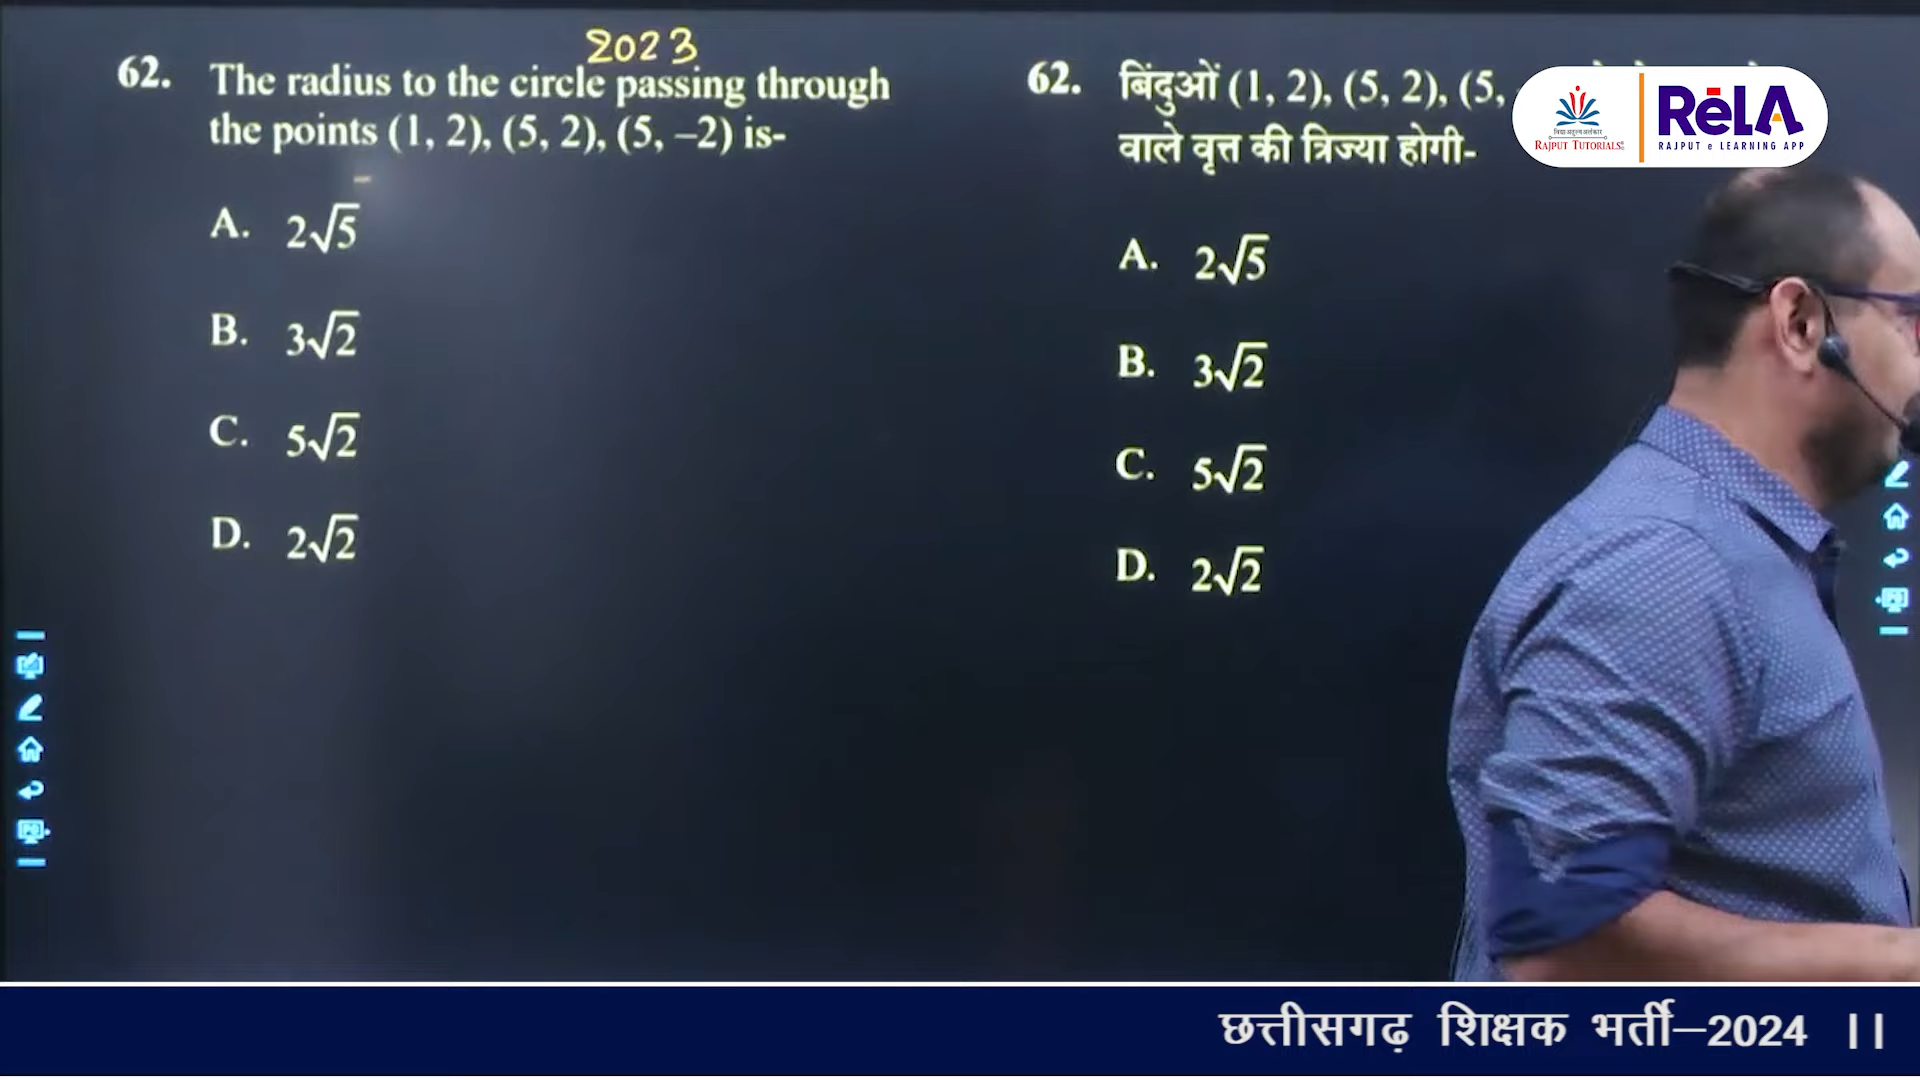 2023
62. The radius to the circle passing through
the points (1, 2), (5, 2), (5, –2) is-
A. 2√5
B. 3√2
C. 5√2
D. 2√2
62. बिंदुओं (1, 2), (5, 2), (5,
वाले वृत्त की त्रिज्या होगी-
A. 2√5
B. 3√2
C. 5√2
D. 2√2
RAJPUT TUTORIALS
RēLA
RAJPUT e LEARNING APP
छत्तीसगढ़ शिक्षक भर्ती–2024 ||